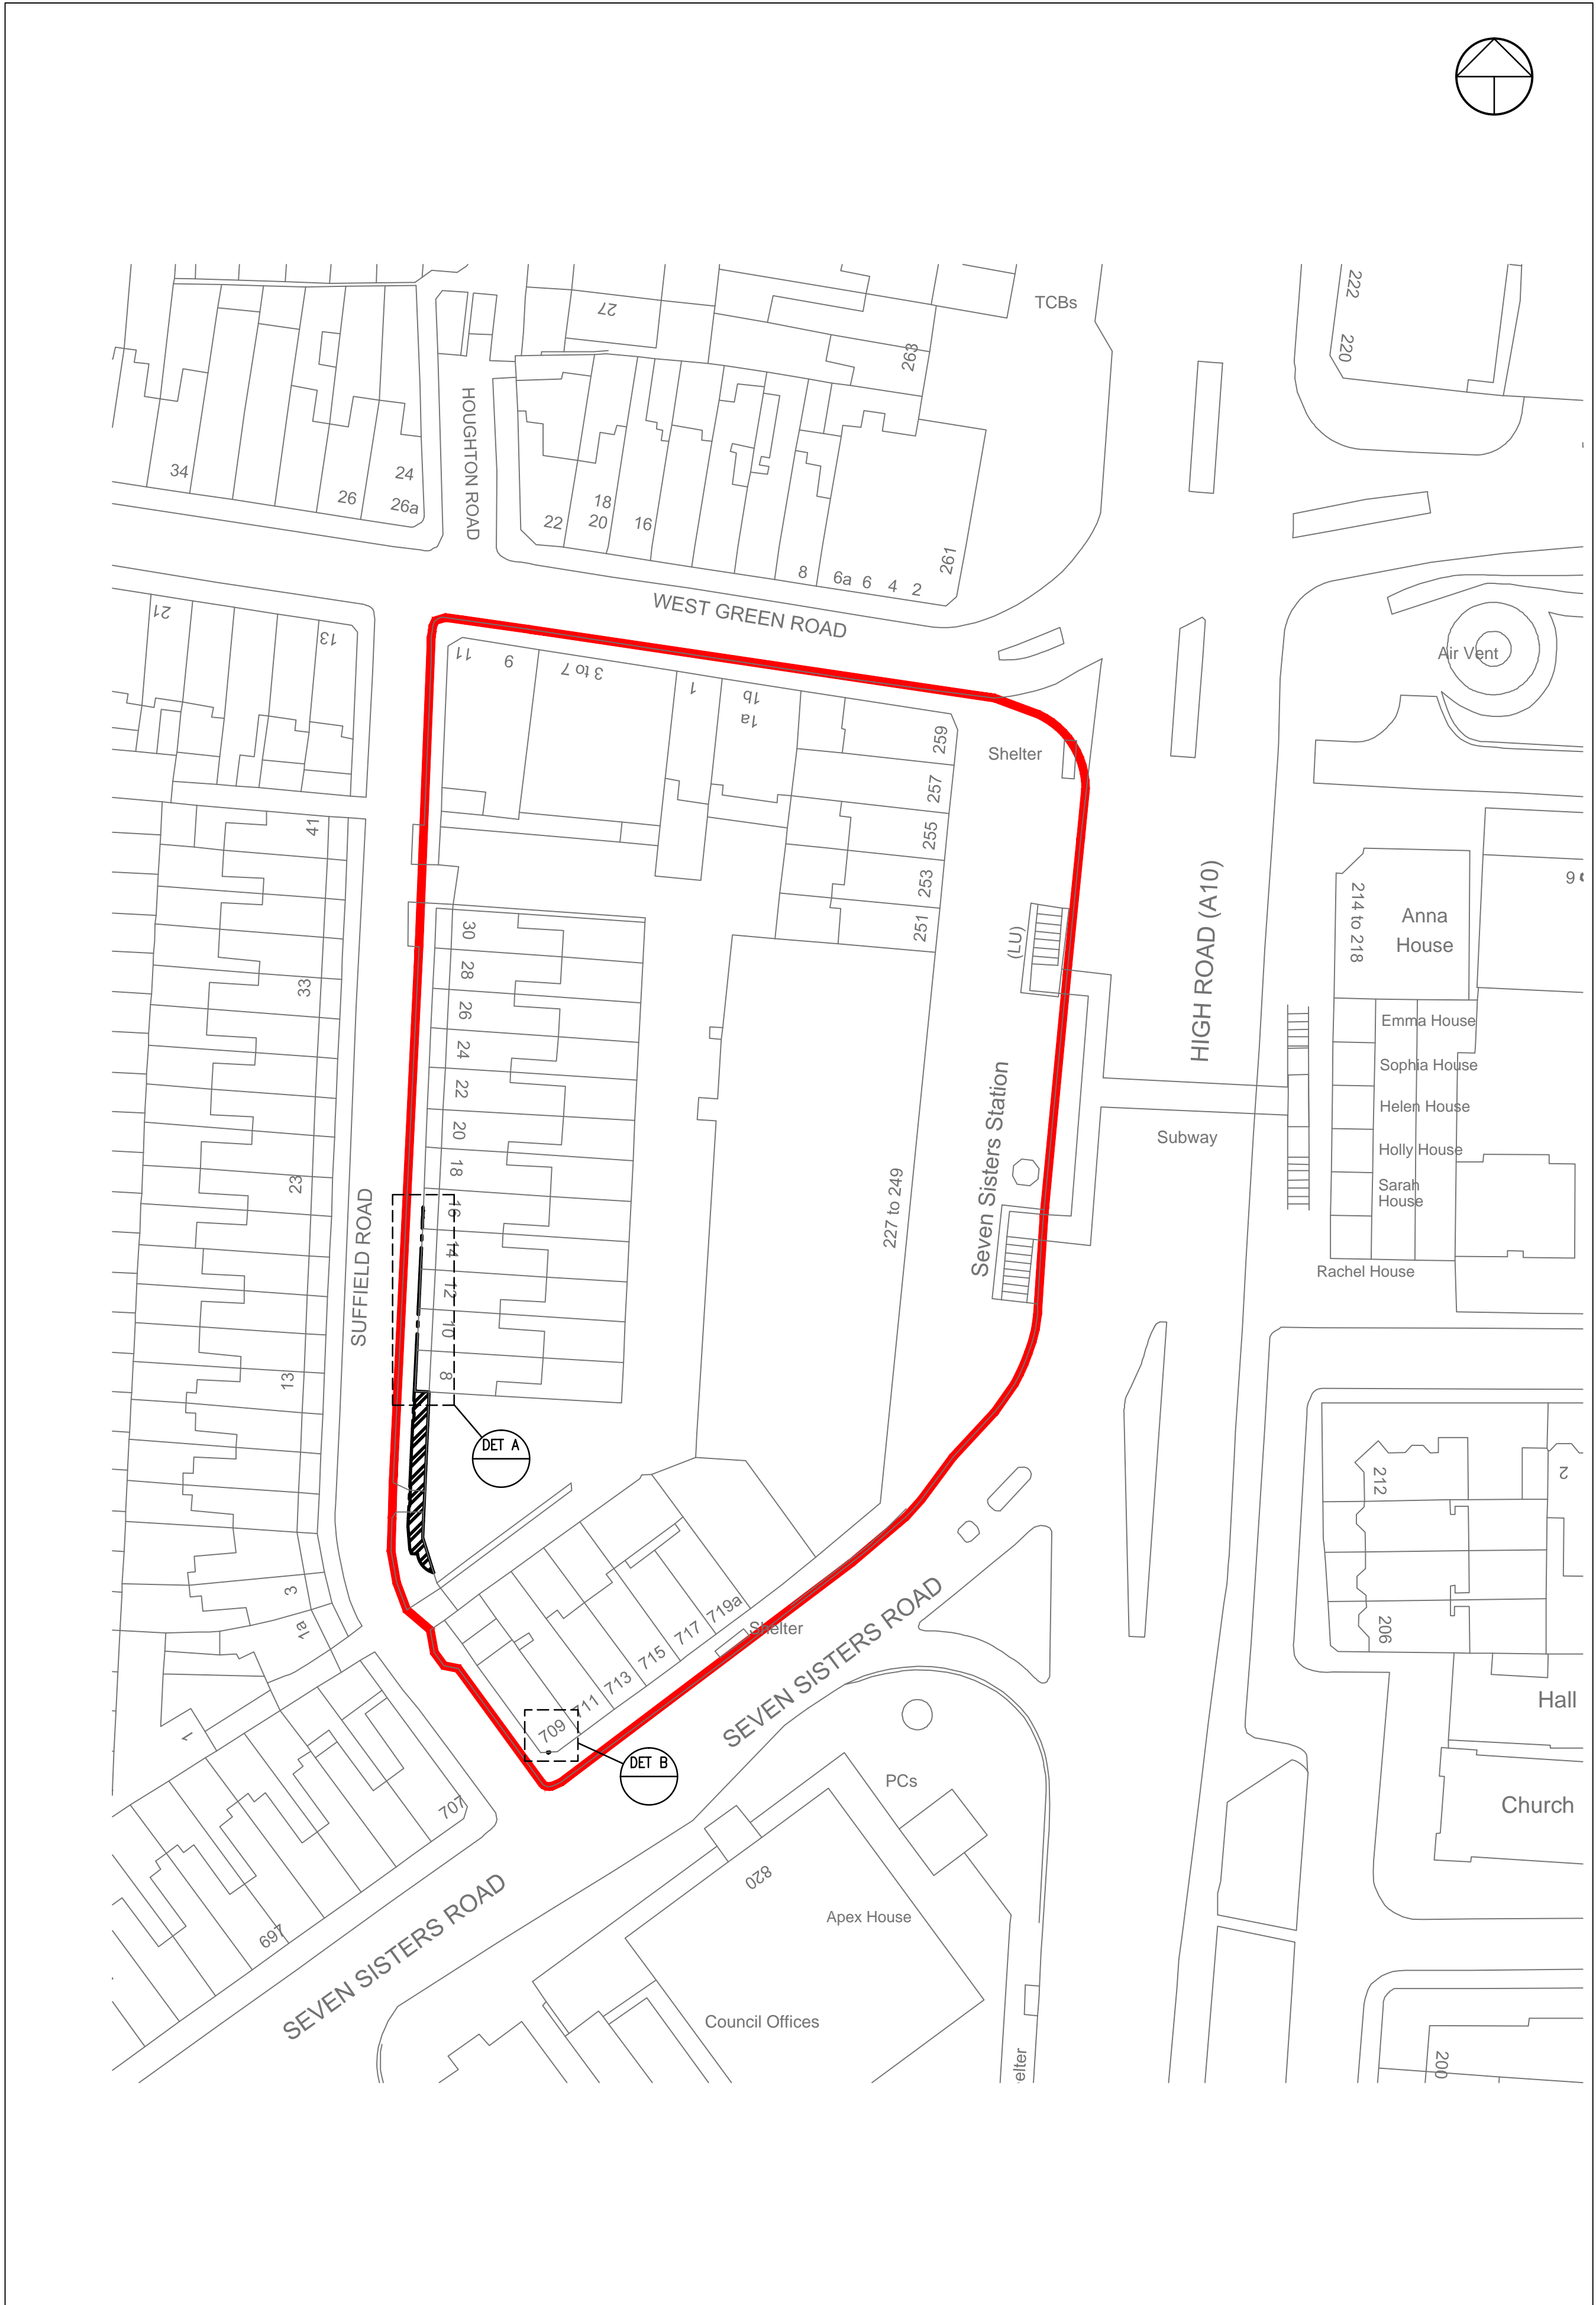 TCBs
222
220
27
263
HOUGHTON ROAD
34
26
24
26a
22
18
20
16
8
6a
6
4
2
261
WEST GREEN ROAD
21
13
11
9
3 to 7
1
1b
1a
259
257
255
253
251
Shelter
Air Vent
41
33
23
13
3
1a
1
SUFFIELD ROAD
30
28
26
24
22
20
18
16
14
12
10
8
(LU)
Seven Sisters Station
227 to 249
HIGH ROAD (A10)
Subway
214 to 218
Anna
House
Emma House
Sophia House
Helen House
Holly House
Sarah
House
Rachel House
DET A
212
2
206
Hall
Church
719a
717
715
713
711
709
Shelter
SEVEN SISTERS ROAD
DET B
707
697
SEVEN SISTERS ROAD
PCs
820
Apex House
Council Offices
elter
200